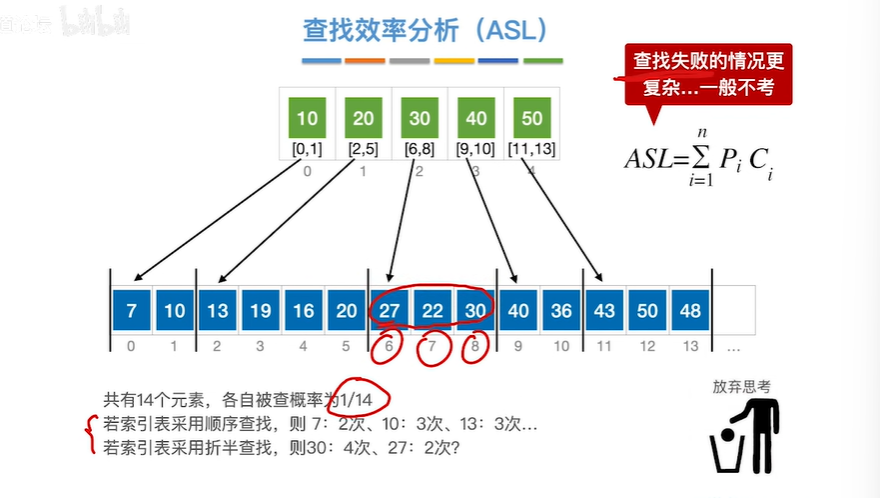 bilibili
查找效率分析（ASL）
查找失败的情况更
复杂...一般不考
10 20 30 40 50
[0,1] [2,5] [6,8] [9,10] [11,13]
0 1 2 3 4
ASL=∑ Pi Ci
n
i=1
7 10 13 19 16 20 27 22 30 40 36 43 50 48
0 1 2 3 4 5 6 7 8 9 10 11 12 13 ...
共有14个元素，各自被查概率为1/14
若索引表采用顺序查找，则 7：2次、10：3次、13：3次...
若索引表采用折半查找，则30：4次、27：2次？
放弃思考